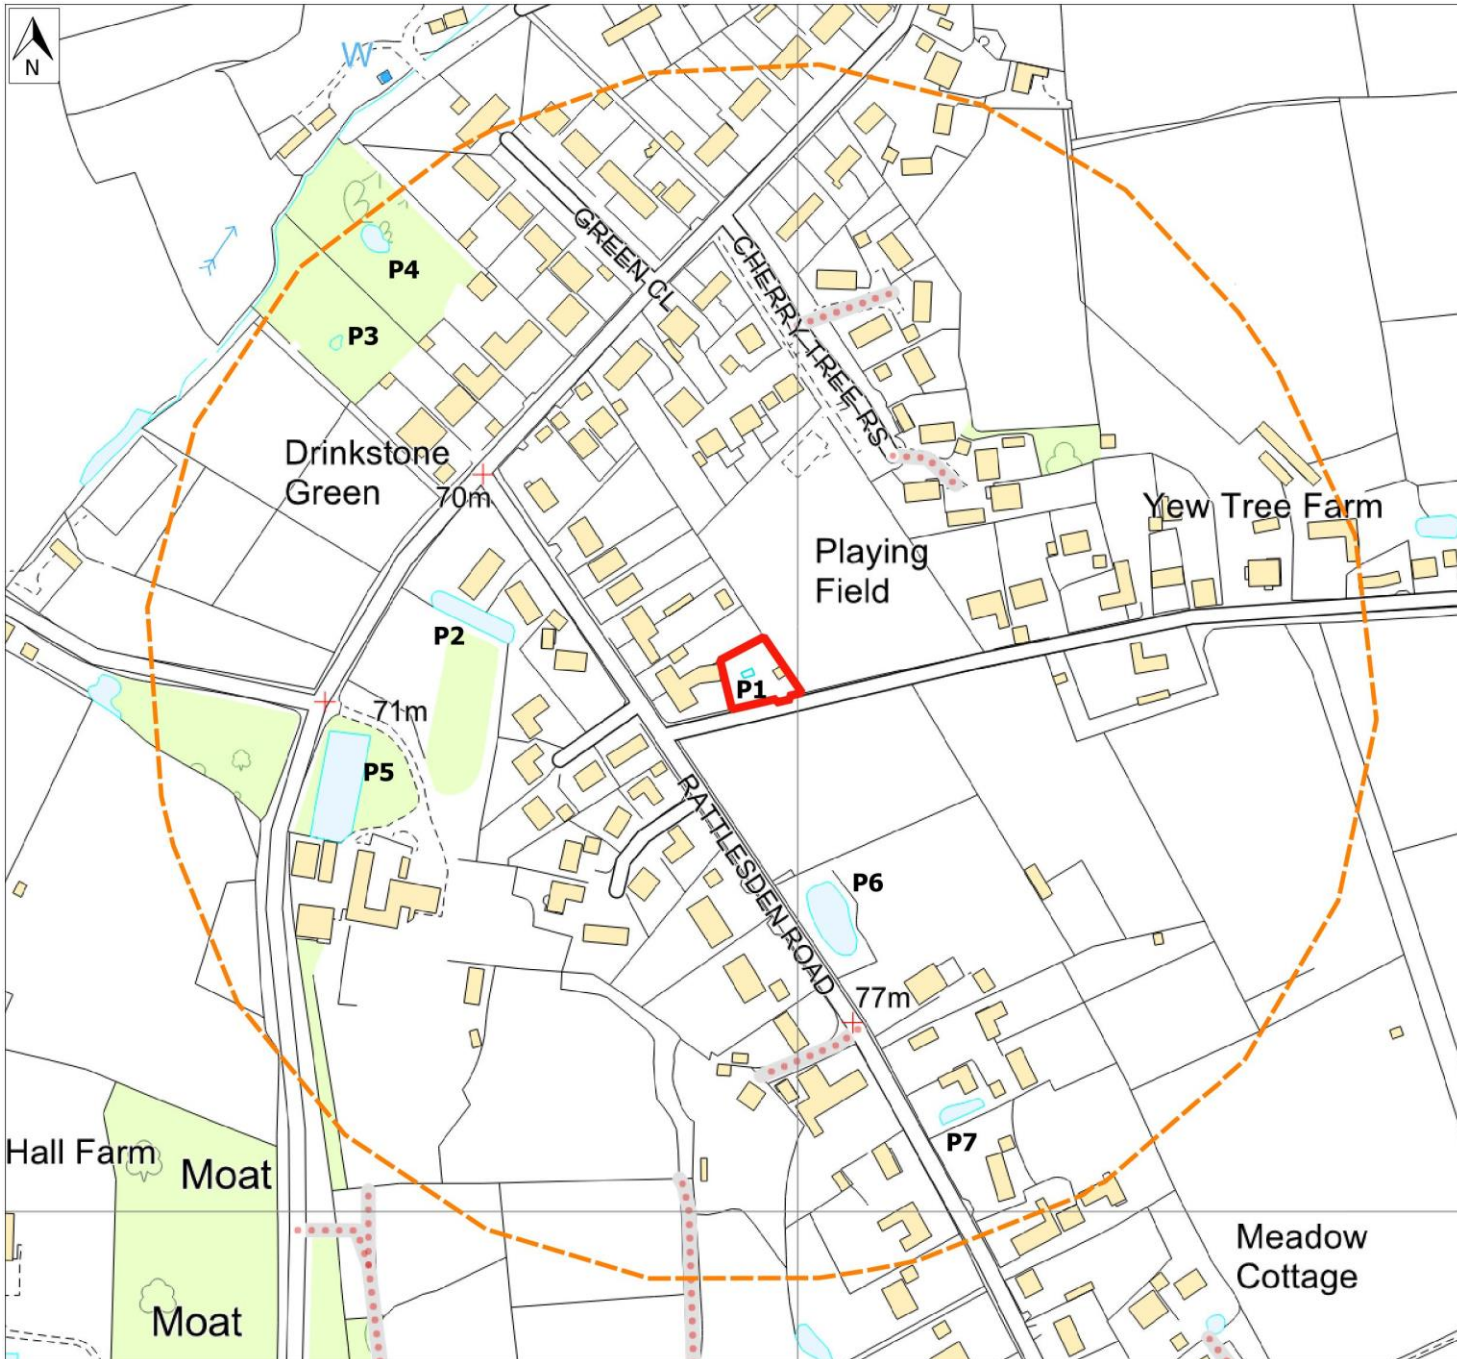 N
W
GREEN CL
CHERRY TREE RS
P4
P3
Drinkstone
Green
70m
Yew Tree Farm
Playing
Field
P2
P1
71m
P5
RATTLESDEN ROAD
P6
77m
P7
Hall Farm
Moat
Meadow
Cottage
Moat